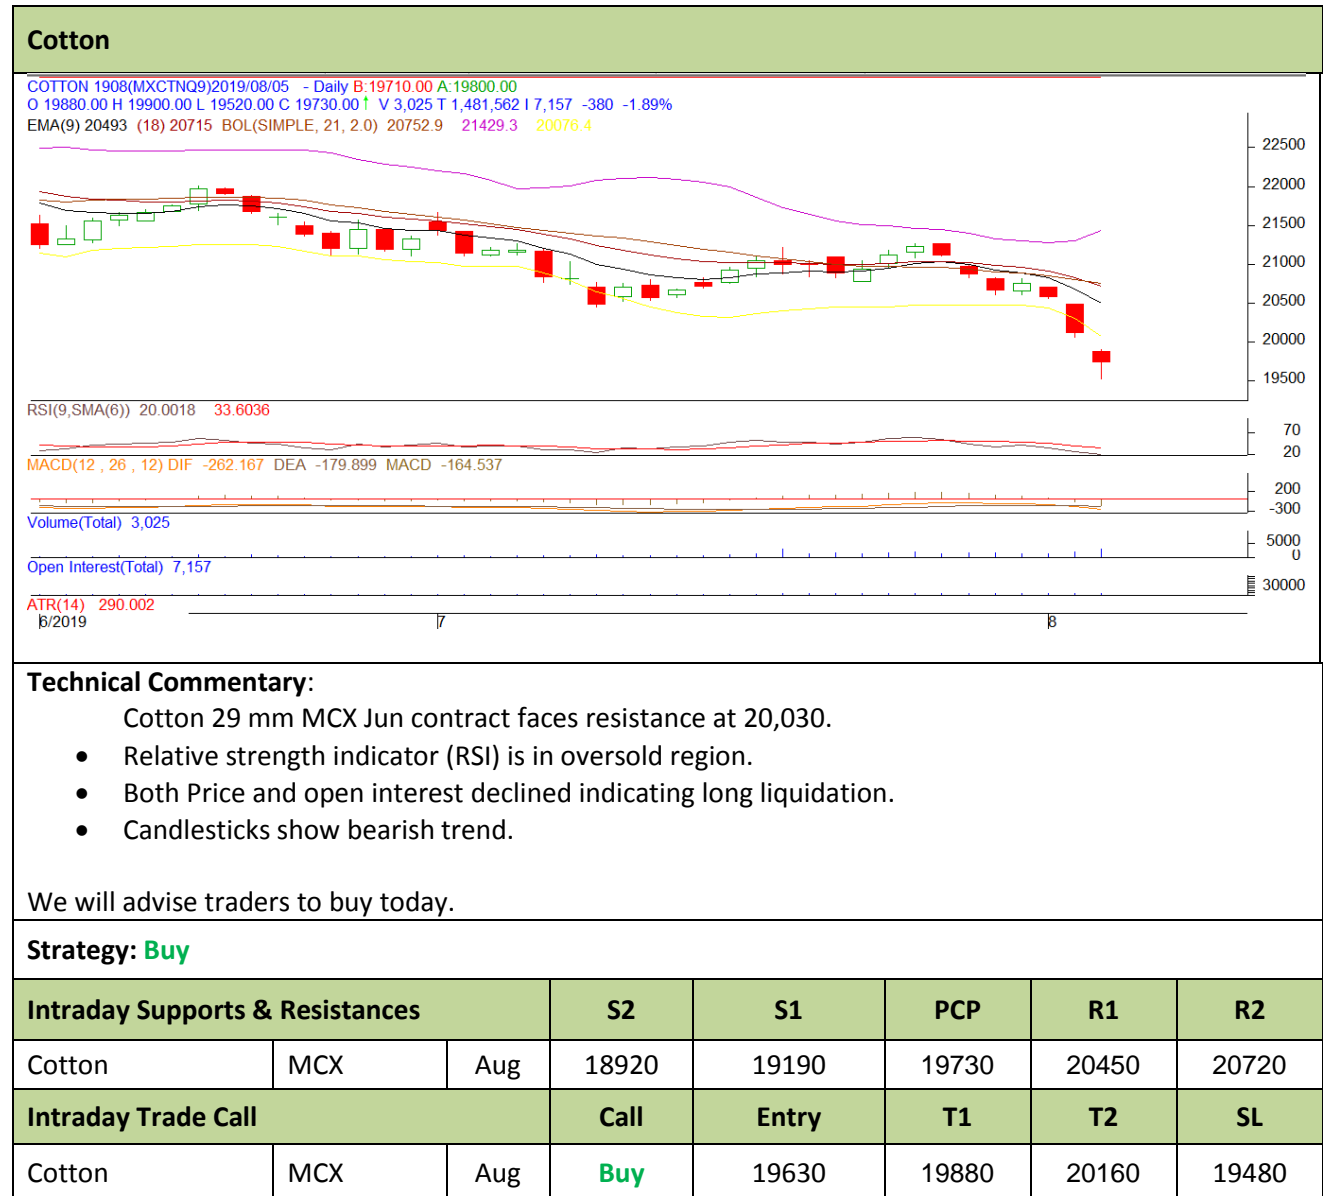 Cotton
COTTON 1908(MXCTNQ9)2019/08/05 - Daily B:19710.00 A:19800.00
O 19880.00 H 19900.00 L 19520.00 C 19730.00↑ V 3,025 T 1,481,562 I 7,157 -380 -1.89%
EMA(9) 20493 (18) 20715 BOL(SIMPLE, 21, 2.0) 20752.9 21429.3 20076.4
22500
22000
21500
21000
20500
20000
19500
RSI(9,SMA(6)) 20.0018 33.6036
70
20
MACD(12 , 26 , 12) DIF -262.167 DEA -179.899 MACD -164.537
200
-300
Volume(Total) 3,025
5000
0
Open Interest(Total) 7,157
30000
ATR(14) 290.002
6/2019 7 8
Technical Commentary:
Cotton 29 mm MCX Jun contract faces resistance at 20,030.
• Relative strength indicator (RSI) is in oversold region.
• Both Price and open interest declined indicating long liquidation.
• Candlesticks show bearish trend.
We will advise traders to buy today.
Strategy: Buy
Intraday Supports & Resistances S2 S1 PCP R1 R2
Cotton MCX Aug 18920 19190 19730 20450 20720
Intraday Trade Call Call Entry T1 T2 SL
Cotton MCX Aug Buy 19630 19880 20160 19480